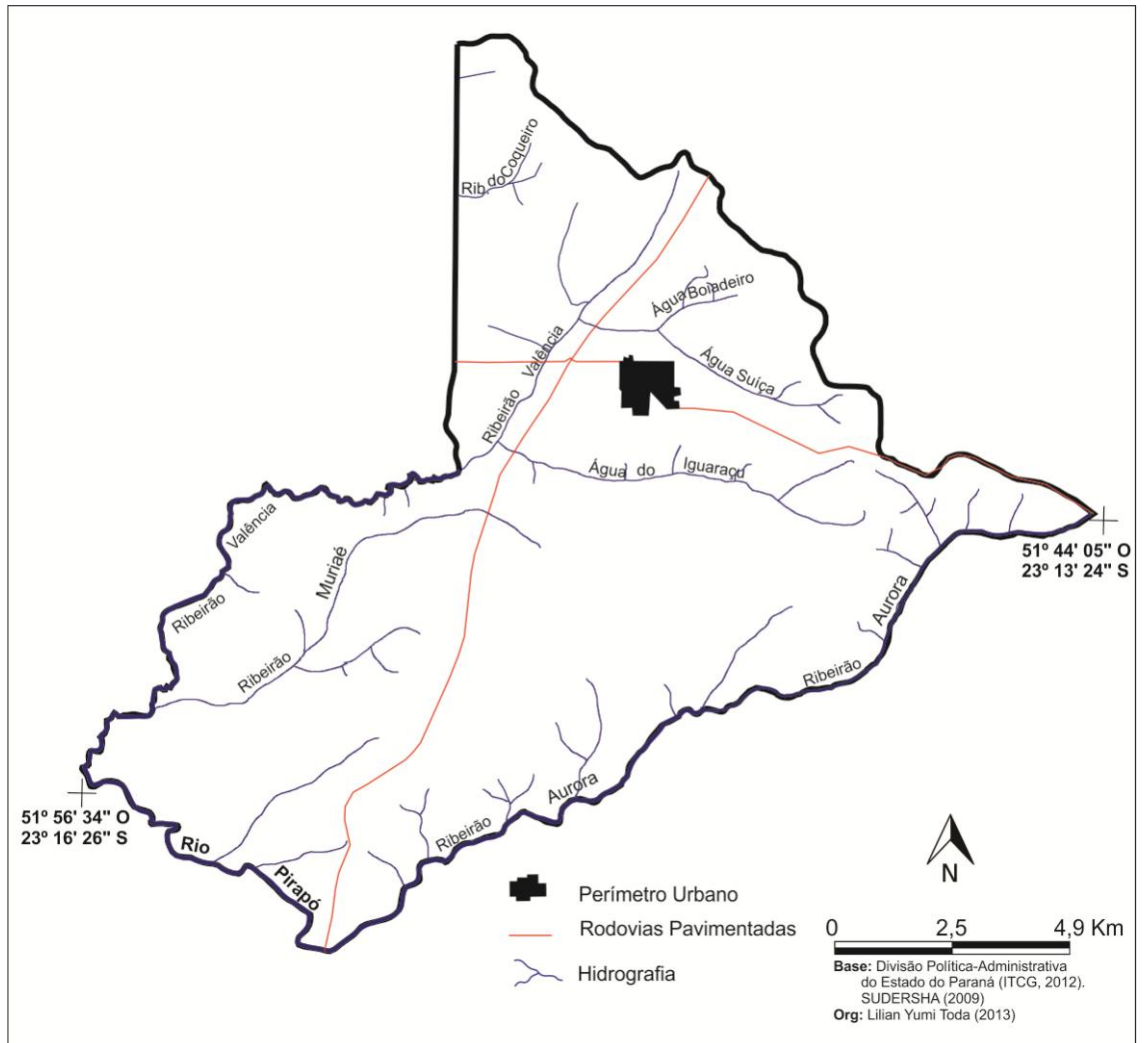 Rib. do Coqueiro
Água Boiadeiro
Ribeirão Valência
Água Suíça
Água do Iguaraçu
Ribeirão Valência
Ribeirão Muriaé
Ribeirão Aurora
51º 44' 05" O
23º 13' 24" S
Ribeirão Aurora
51º 56' 34" O
23º 16' 26" S
Rio Pirapó
N
Perímetro Urbano
Rodovias Pavimentadas
Hidrografia
0 2,5 4,9 Km
Base: Divisão Política-Administrativa
do Estado do Paraná (ITCG, 2012).
SUDERSHA (2009)
Org: Lilian Yumi Toda (2013)